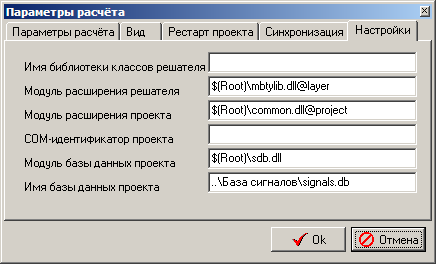 Параметры расчёта
Параметры расчёта Вид Рестарт проекта Синхронизация Настройки
Имя библиотеки классов решателя
Модуль расширения решателя $(Root)\mbtylib.dll@layer
Модуль расширения проекта $(Root)\common.dll@project
COM-идентификатор проекта
Модуль базы данных проекта $(Root)\sdb.dll
Имя базы данных проекта ..\База сигналов\signals.db
Ok Отмена